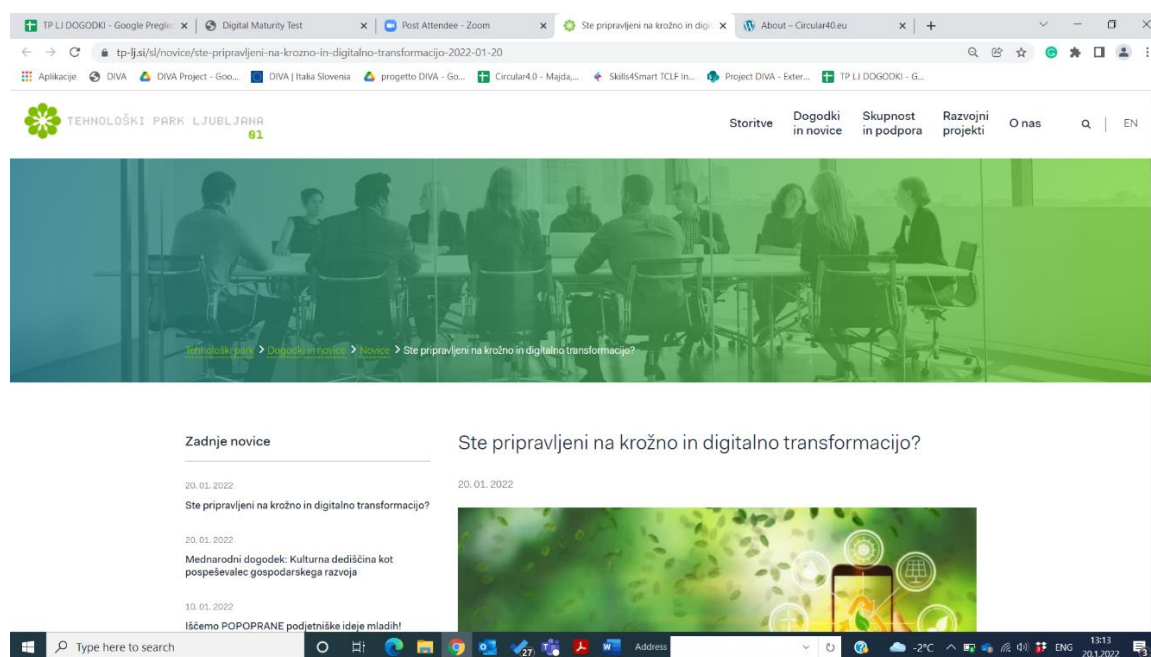 TP LJ DOGODKI - Google Pregle
Digital Maturity Test
Post Attendee - Zoom
Ste pripravljeni na krožno in digi
About – Circular40.eu
tp-lj.si/sl/novice/ste-pripravljeni-na-krozno-in-digitalno-transformacijo-2022-01-20
Aplikacije DIVA DIVA Project - Goo... DIVA | Italia Slovenia progetto DIVA - Go... Circular4.0 - Majda,... Skills4Smart TCLF In... Project DIVA - Exter... TP LJ DOGODKI - G...
TEHNOLOŠKI PARK LJUBLJANA
01
Storitve
Dogodki
in novice
Skupnost
in podpora
Razvojni
projekti
O nas
EN
Tehnološki park > Dogodki in novice > Novice > Ste pripravljeni na krožno in digitalno transformacijo?
Zadnje novice
20. 01. 2022
Ste pripravljeni na krožno in digitalno transformacijo?
20. 01. 2022
Mednarodni dogodek: Kulturna dediščina kot
pospeševalec gospodarskega razvoja
10. 01. 2022
Iščemo POPOPRANE podjetniške ideje mladih!
Ste pripravljeni na krožno in digitalno transformacijo?
20. 01. 2022
Type here to search
27
Address
-2°C
ENG
13:13
20.1.2022
3